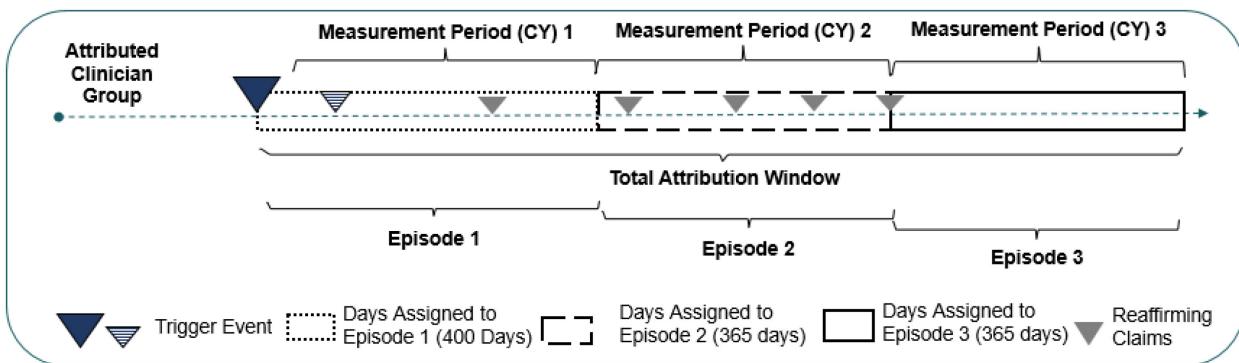 Measurement Period (CY) 1
Measurement Period (CY) 2
Measurement Period (CY) 3
Attributed
Clinician
Group
Total Attribution Window
Episode 1
Episode 2
Episode 3
Trigger Event
Days Assigned to
Episode 1 (400 Days)
Days Assigned to
Episode 2 (365 days)
Days Assigned to
Episode 3 (365 days)
Reaffirming
Claims